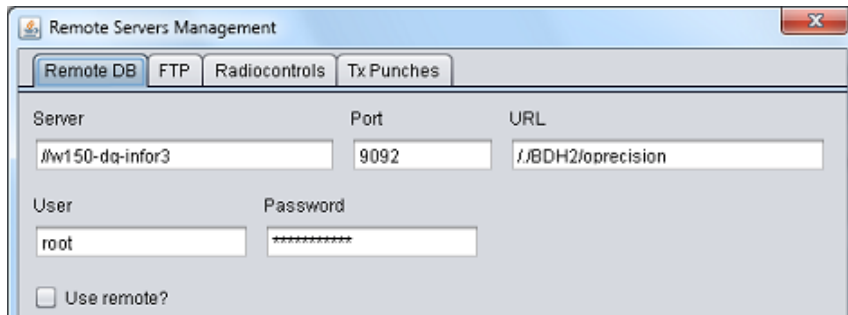 Remote Servers Management
Remote DB FTP Radiocontrols Tx Punches
Server Port URL
//w150-dq-infor3 9092 /./BDH2/oprecision
User Password
root ***********
Use remote?